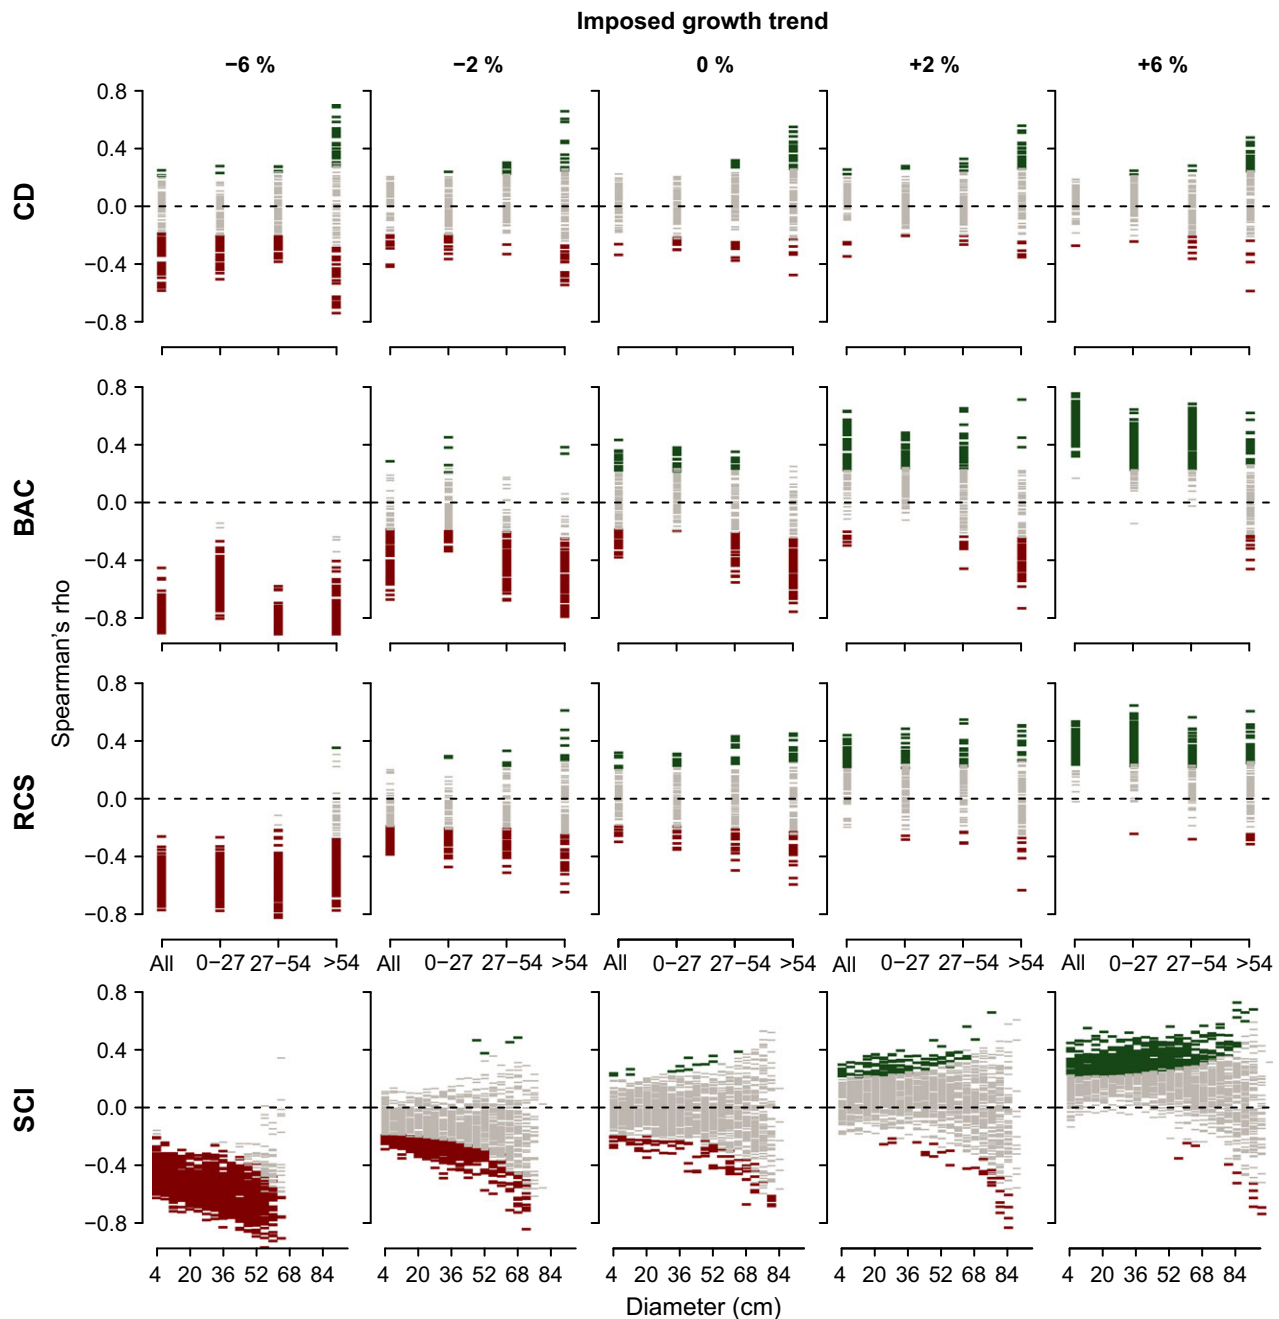 Imposed growth trend
−6 %
−2 %
0 %
+2 %
+6 %
CD
0.8
0.4
0.0
−0.4
−0.8
BAC
0.8
0.4
0.0
−0.4
−0.8
Spearman's rho
RCS
0.8
0.4
0.0
−0.4
−0.8
All 0−27 27−54 >54
All 0−27 27−54 >54
All 0−27 27−54 >54
All 0−27 27−54 >54
All 0−27 27−54 >54
SCI
0.8
0.4
0.0
−0.4
−0.8
4 20 36 52 68 84
4 20 36 52 68 84
4 20 36 52 68 84
4 20 36 52 68 84
4 20 36 52 68 84
Diameter (cm)